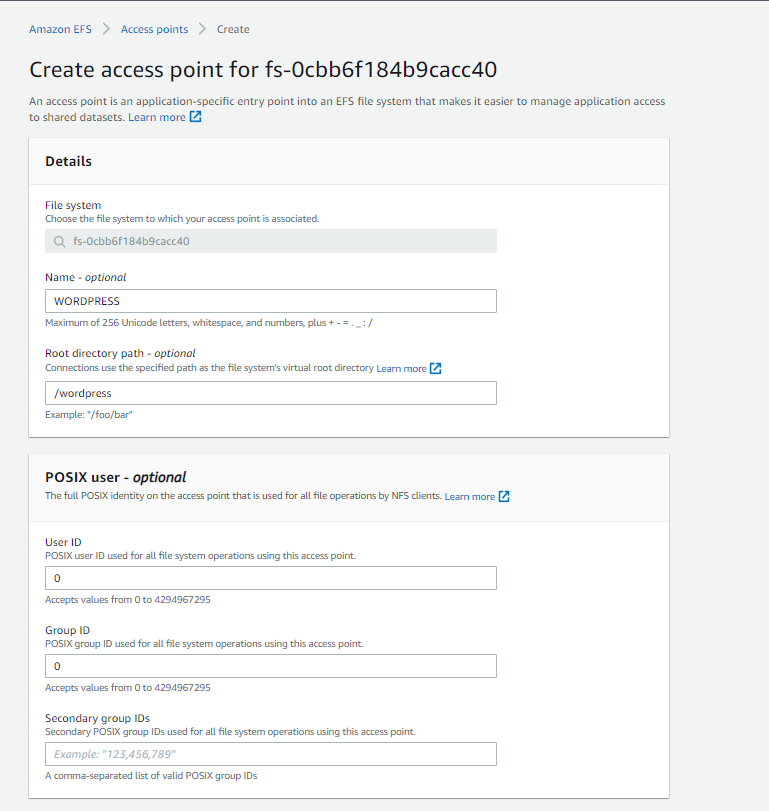 Amazon EFS > Access points > Create
Create access point for fs-0cbb6f184b9cacc40
An access point is an application-specific entry point into an EFS file system that makes it easier to manage application access
to shared datasets. Learn more
Details
File system
Choose the file system to which your access point is associated.
fs-0cbb6f184b9cacc40
Name - optional
WORDPRESS
Maximum of 256 Unicode letters, whitespace, and numbers, plus + - = . _ : /
Root directory path - optional
Connections use the specified path as the file system's virtual root directory Learn more
/wordpress
Example: "/foo/bar"
POSIX user - optional
The full POSIX identity on the access point that is used for all file operations by NFS clients. Learn more
User ID
POSIX user ID used for all file system operations using this access point.
0
Accepts values from 0 to 4294967295
Group ID
POSIX group ID used for all file system operations using this access point.
0
Accepts values from 0 to 4294967295
Secondary group IDs
Secondary POSIX group IDs used for all file system operations using this access point.
Example: "123,456,789"
A comma-separated list of valid POSIX group IDs